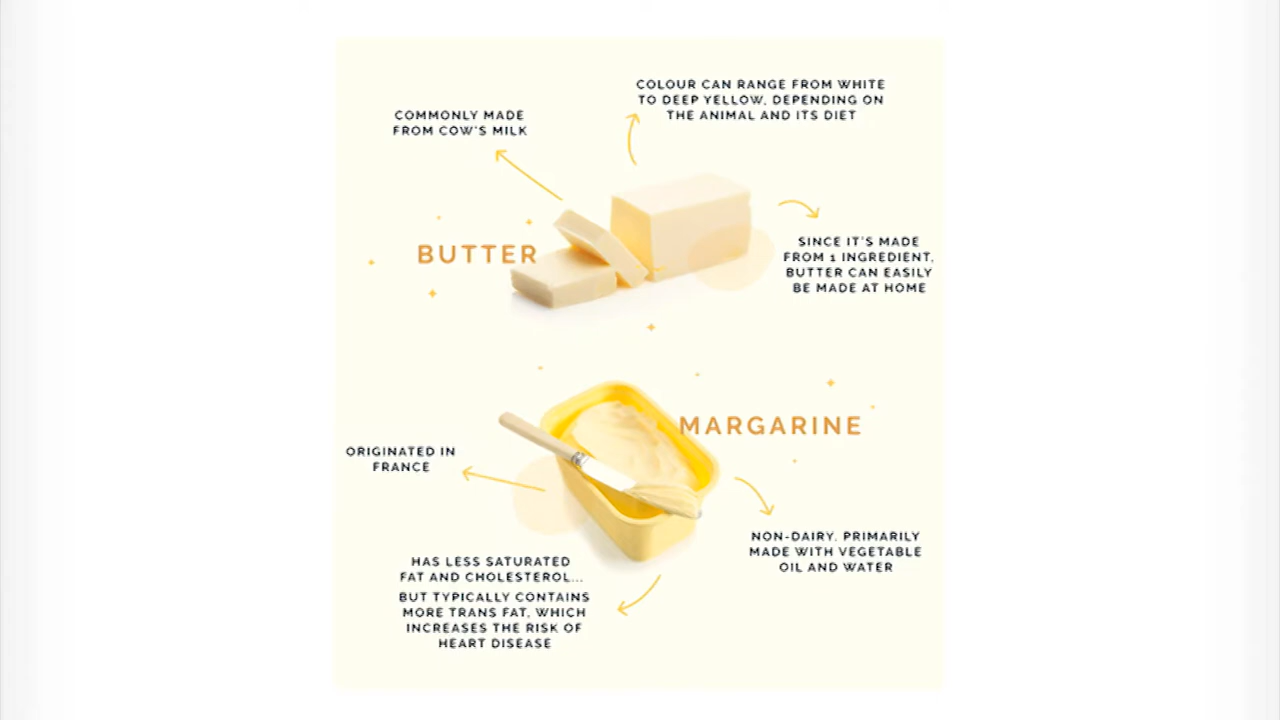 COLOUR CAN RANGE FROM WHITE
TO DEEP YELLOW, DEPENDING ON
THE ANIMAL AND ITS DIET
COMMONLY MADE
FROM COW'S MILK
BUTTER
SINCE IT'S MADE
FROM 1 INGREDIENT,
BUTTER CAN EASILY
BE MADE AT HOME
MARGARINE
ORIGINATED IN
FRANCE
NON-DAIRY, PRIMARILY
MADE WITH VEGETABLE
OIL AND WATER
HAS LESS SATURATED
FAT AND CHOLESTEROL...
BUT TYPICALLY CONTAINS
MORE TRANS FAT, WHICH
INCREASES THE RISK OF
HEART DISEASE